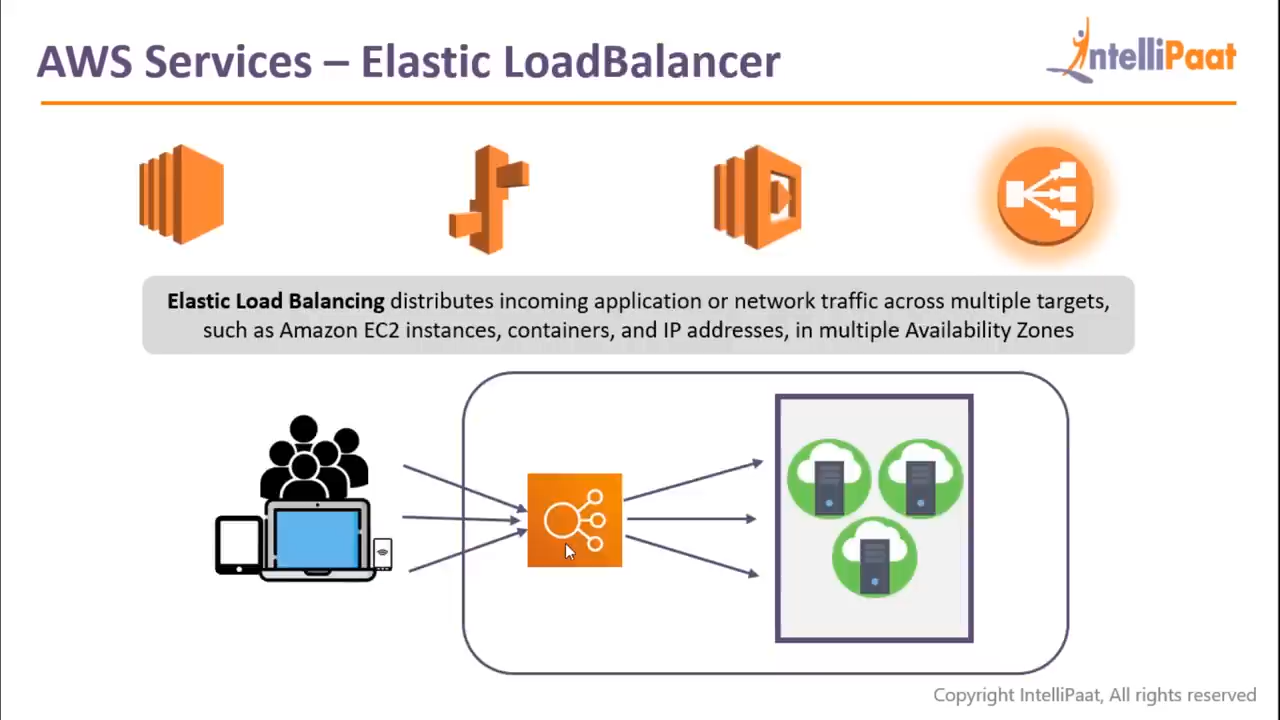 AWS Services – Elastic LoadBalancer
IntelliPaat
Elastic Load Balancing distributes incoming application or network traffic across multiple targets,
such as Amazon EC2 instances, containers, and IP addresses, in multiple Availability Zones
Copyright IntelliPaat, All rights reserved